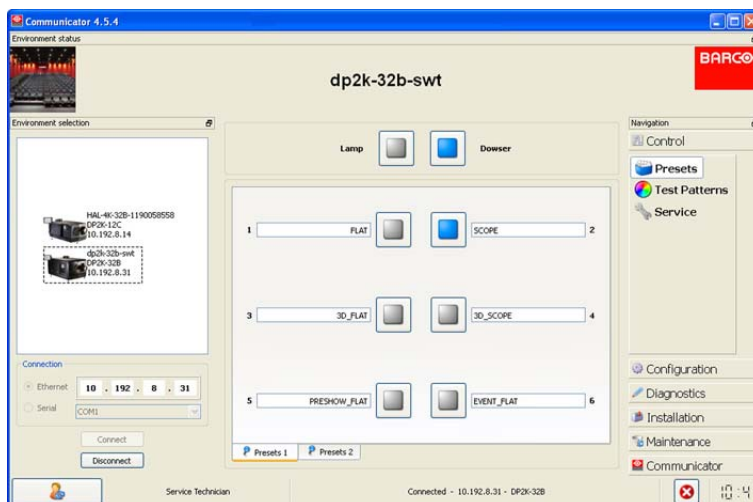 Communicator 4.5.4
Environment status
dp2k-32b-swt
BARCO
Environment selection
HAL-4K-32B-1190058558
DP2K-12C
10.192.8.14
dp2k-32b-swt
DP2K-32B
10.192.8.31
Connection
Ethernet 10 . 192 . 8 . 31
Serial COM1
Connect
Disconnect
Lamp Dowser
1 FLAT SCOPE 2
3 3D_FLAT 3D_SCOPE 4
5 PRESHOW_FLAT EVENT_FLAT 6
Presets 1 Presets 2
Navigation
Control
Presets
Test Patterns
Service
Configuration
Diagnostics
Installation
Maintenance
Communicator
Service Technician Connected - 10.192.8.31 - DP2K-32B